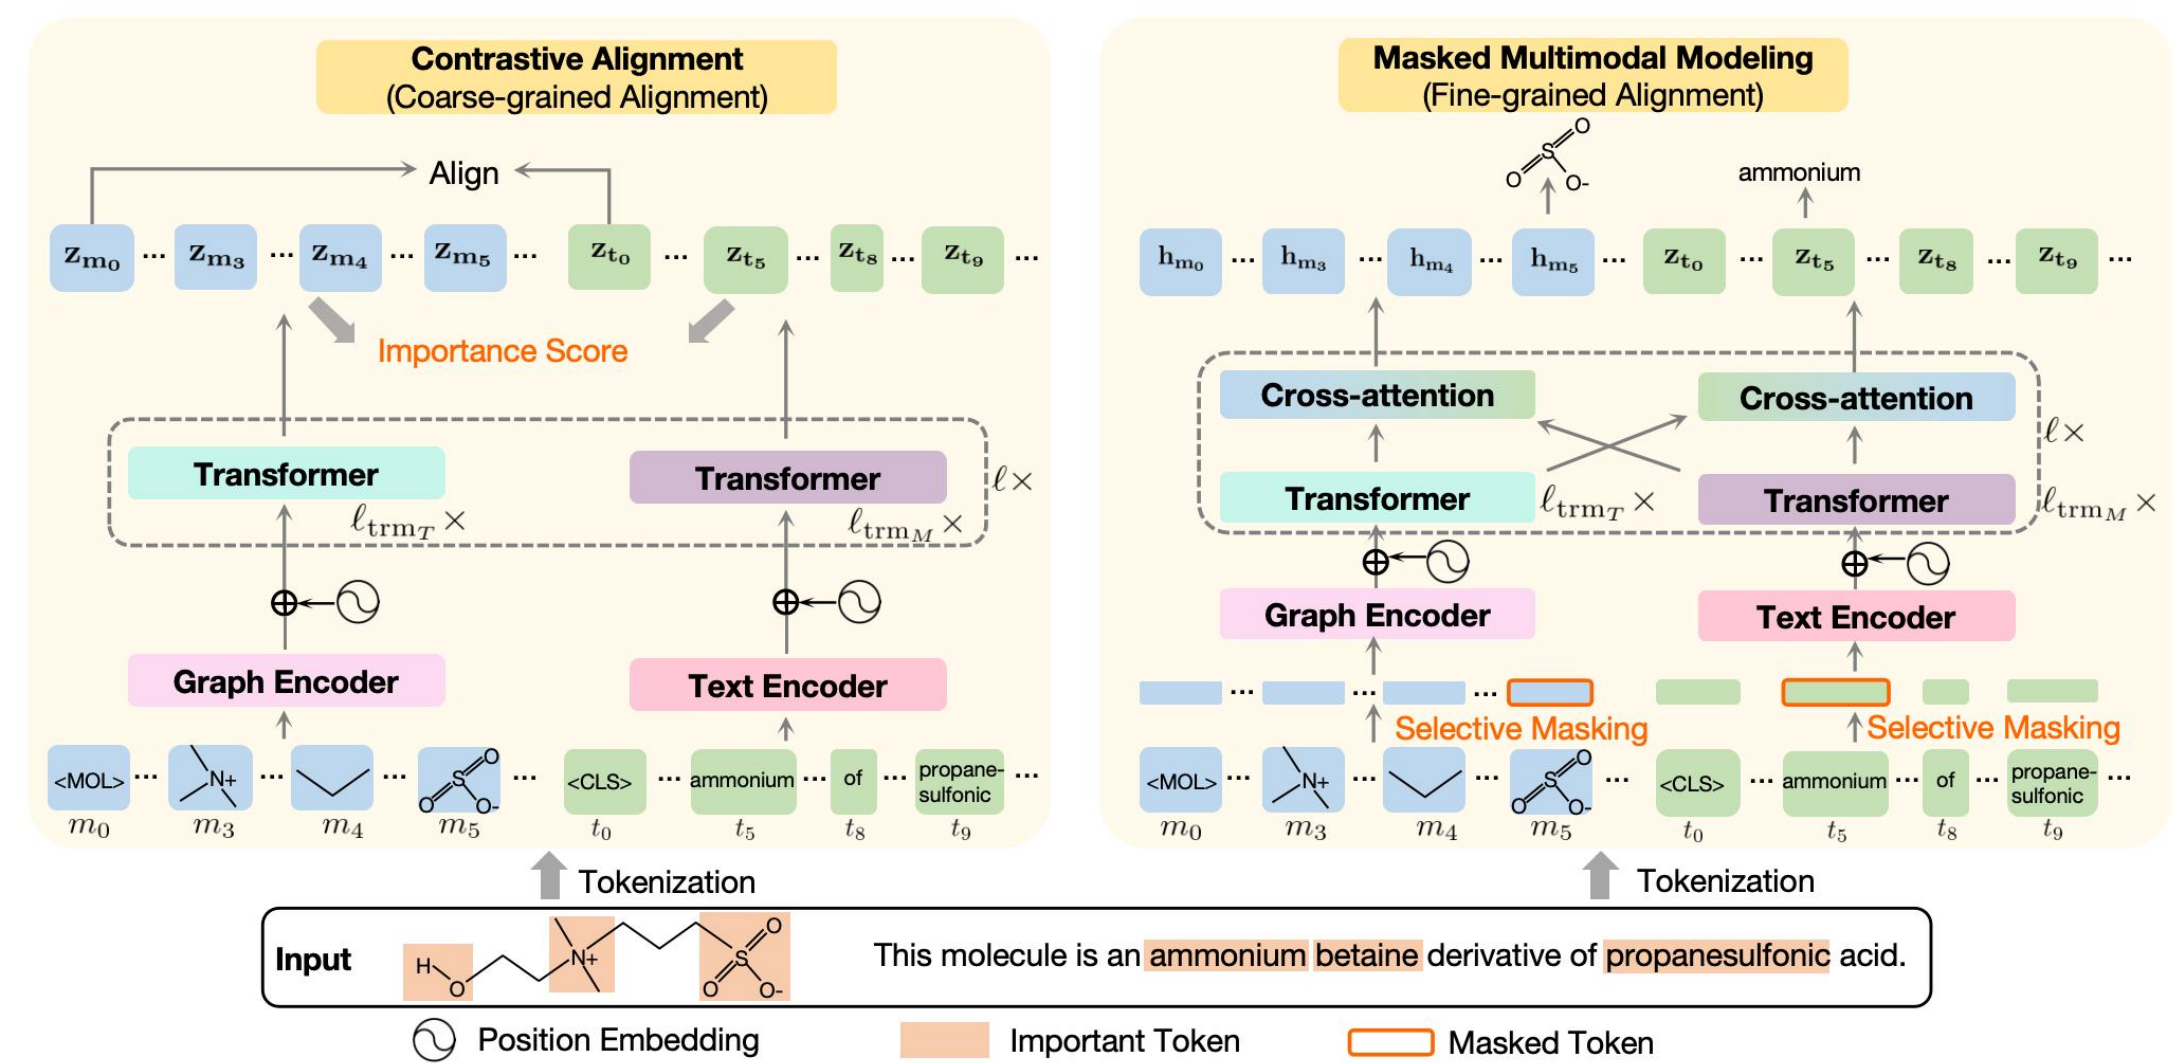 Contrastive Alignment
(Coarse-grained Alignment)
Align
z_{m_0} ... z_{m_3} ... z_{m_4} ... z_{m_5} ... z_{t_0} ... z_{t_5} ... z_{t_8} ... z_{t_9} ...
Importance Score
Transformer
ℓ_{trm_T} ×
Transformer
ℓ_{trm_M} ×
ℓ×
Graph Encoder
Text Encoder
<MOL> ... N+ ... ... S O O O- ... <CLS> ... ammonium ... of ... propane-
sulfonic ...
m_0 m_3 m_4 m_5 t_0 t_5 t_8 t_9
Masked Multimodal Modeling
(Fine-grained Alignment)
O S O O-
ammonium
h_{m_0} ... h_{m_3} ... h_{m_4} ... h_{m_5} ... z_{t_0} ... z_{t_5} ... z_{t_8} ... z_{t_9} ...
Cross-attention
Cross-attention
ℓ×
Transformer
ℓ_{trm_T} ×
Transformer
ℓ_{trm_M} ×
Graph Encoder
Text Encoder
... ... ...
Selective Masking
Selective Masking
<MOL> ... N+ ... ... S O O O- ... <CLS> ... ammonium ... of ... propane-
sulfonic ...
m_0 m_3 m_4 m_5 t_0 t_5 t_8 t_9
Tokenization
Tokenization
Input
H O N+ S O O O-
This molecule is an ammonium betaine derivative of propanesulfonic acid.
Position Embedding
Important Token
Masked Token